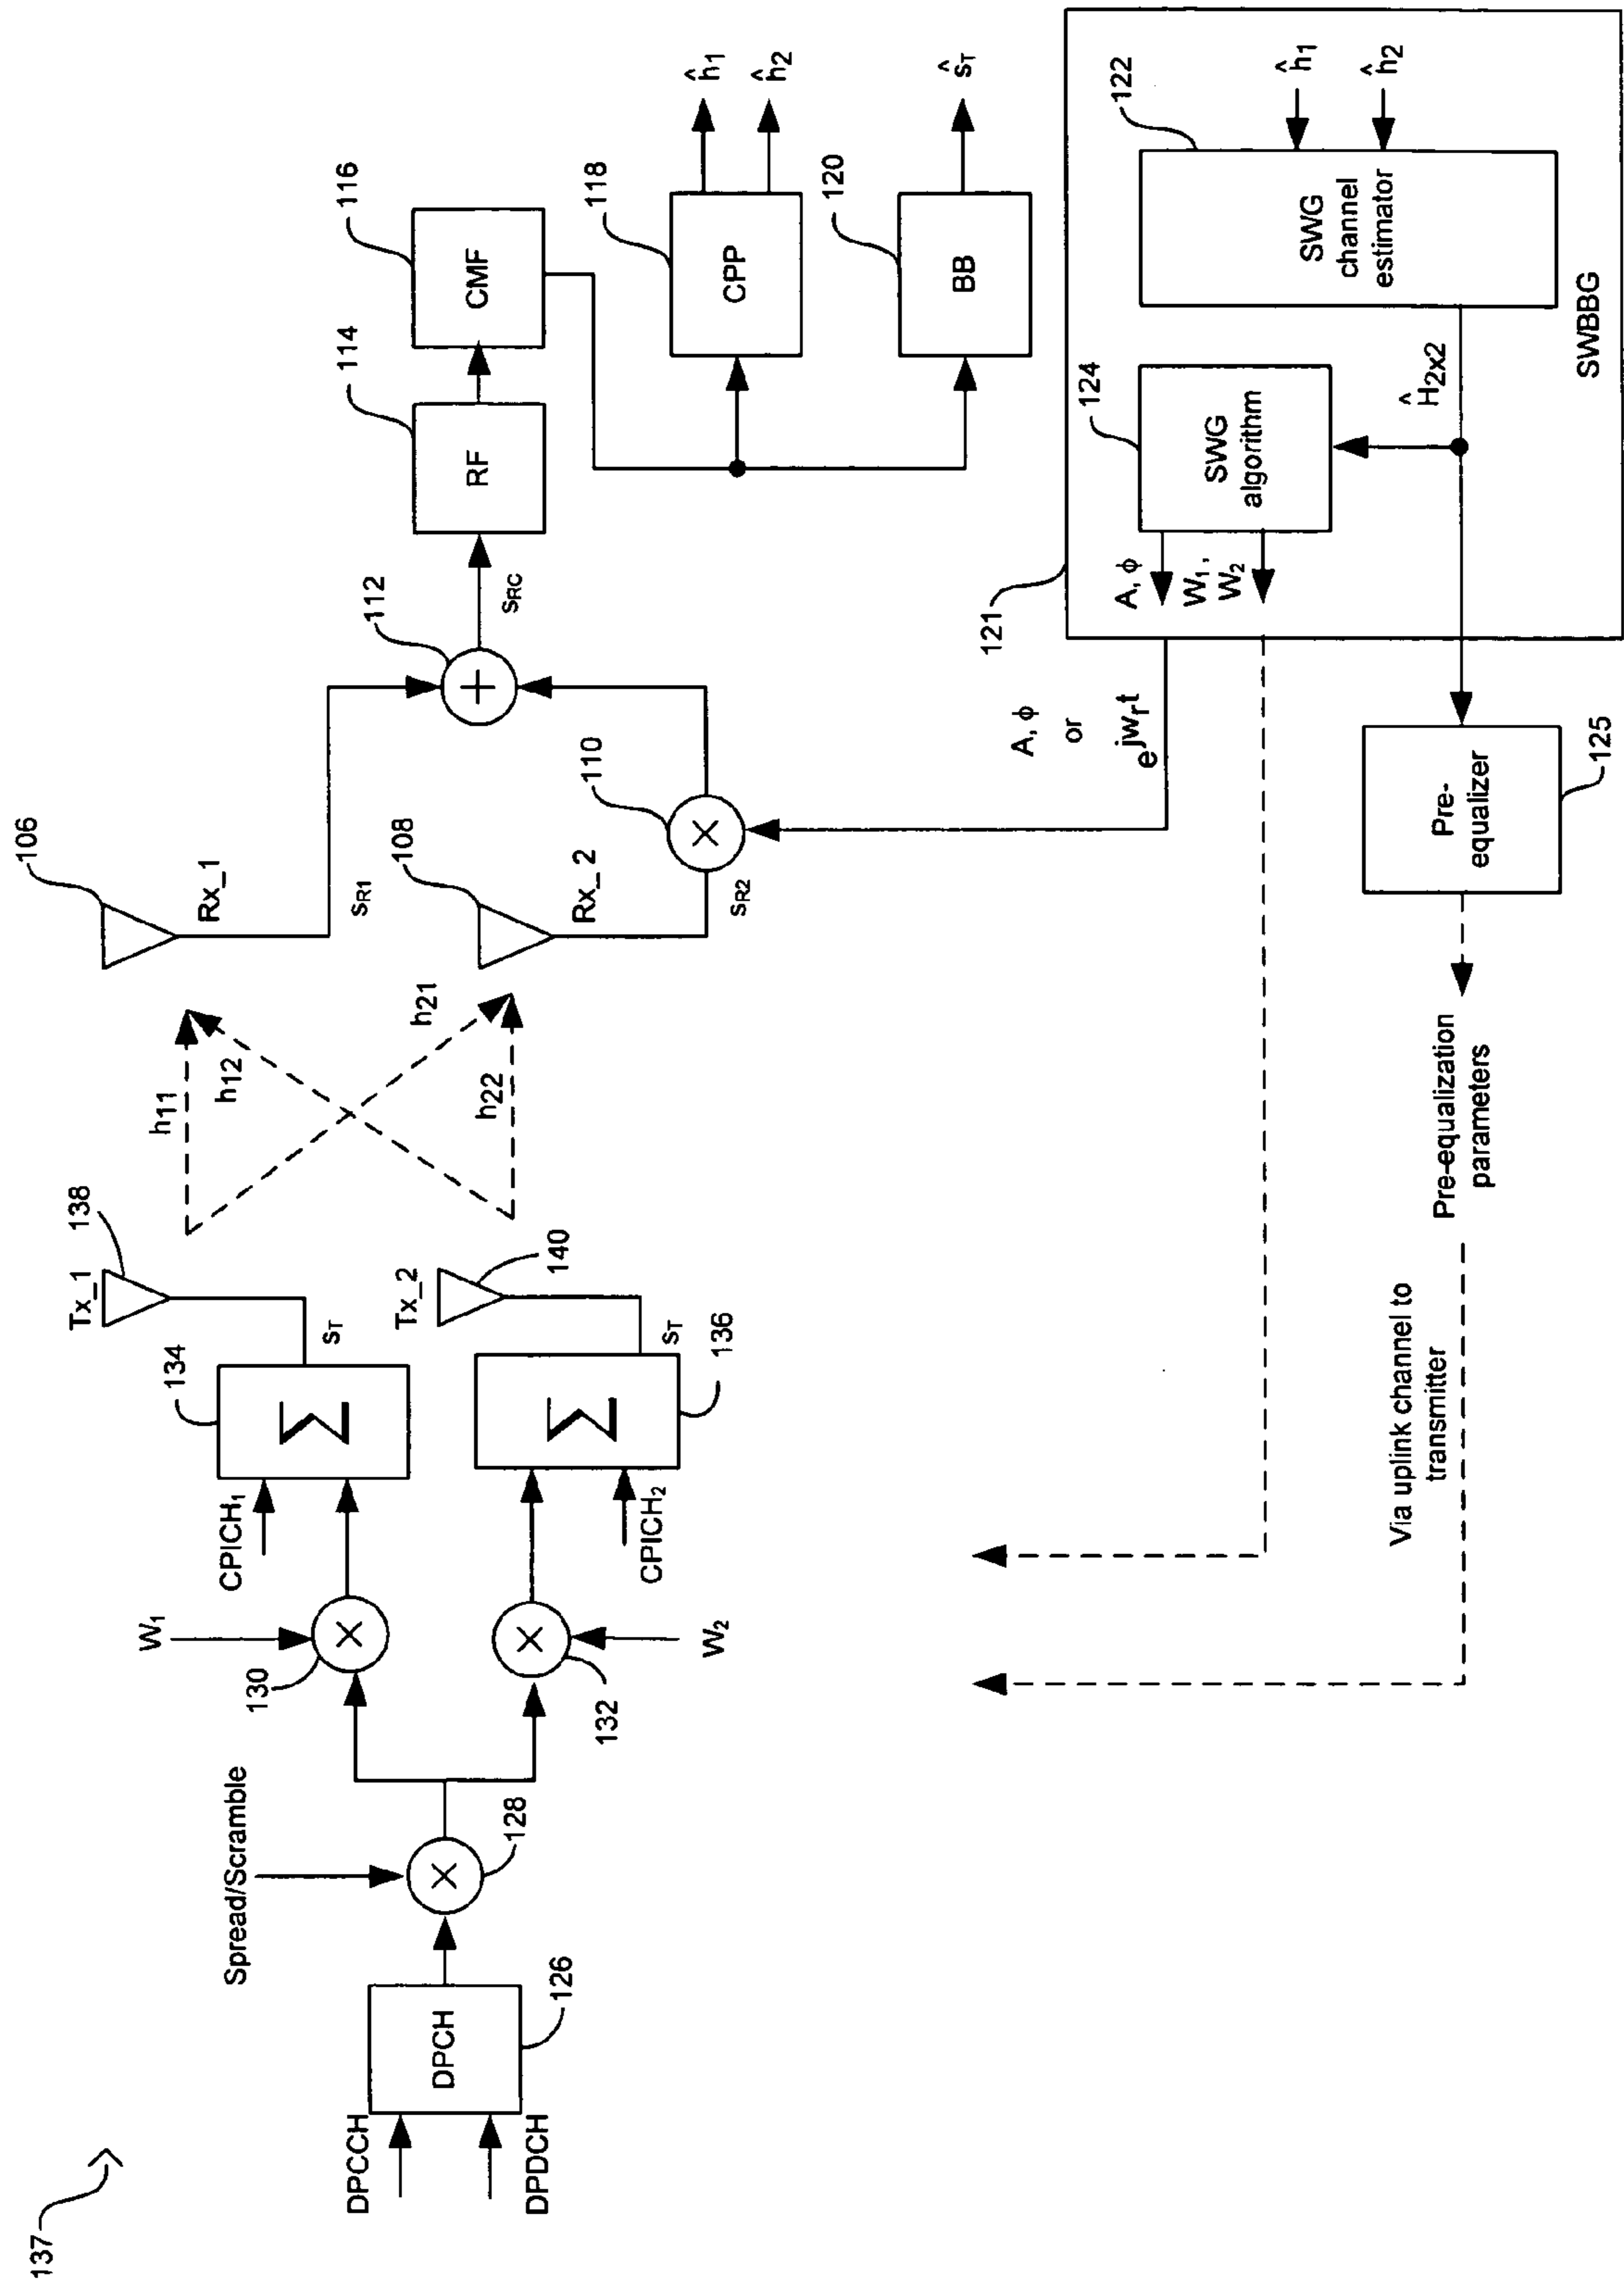 137
DPCCH
DPDCH
DPCH
126
Spread/Scramble
128
W1
130
132
W2
CPICH1
CPICH2
134
Σ
Σ
136
sT
sT
Tx_1
138
Tx_2
140
h11
h12
h21
h22
106
Rx_1
sR1
108
Rx_2
sR2
110
112
+
sRC
×
×
×
×
114
RF
116
CMF
118
CPP
ĥ1
ĥ2
120
BB
ŝT
A, ϕ
or
e^jwrt
121
A, ϕ
W1,
W2
124
SWG
algorithm
122
SWG
channel
estimator
ĥ1
ĥ2
Ĥ2x2
SWBBG
Pre-
equalizer
125
Pre-equalization
parameters
Via uplink channel to
transmitter